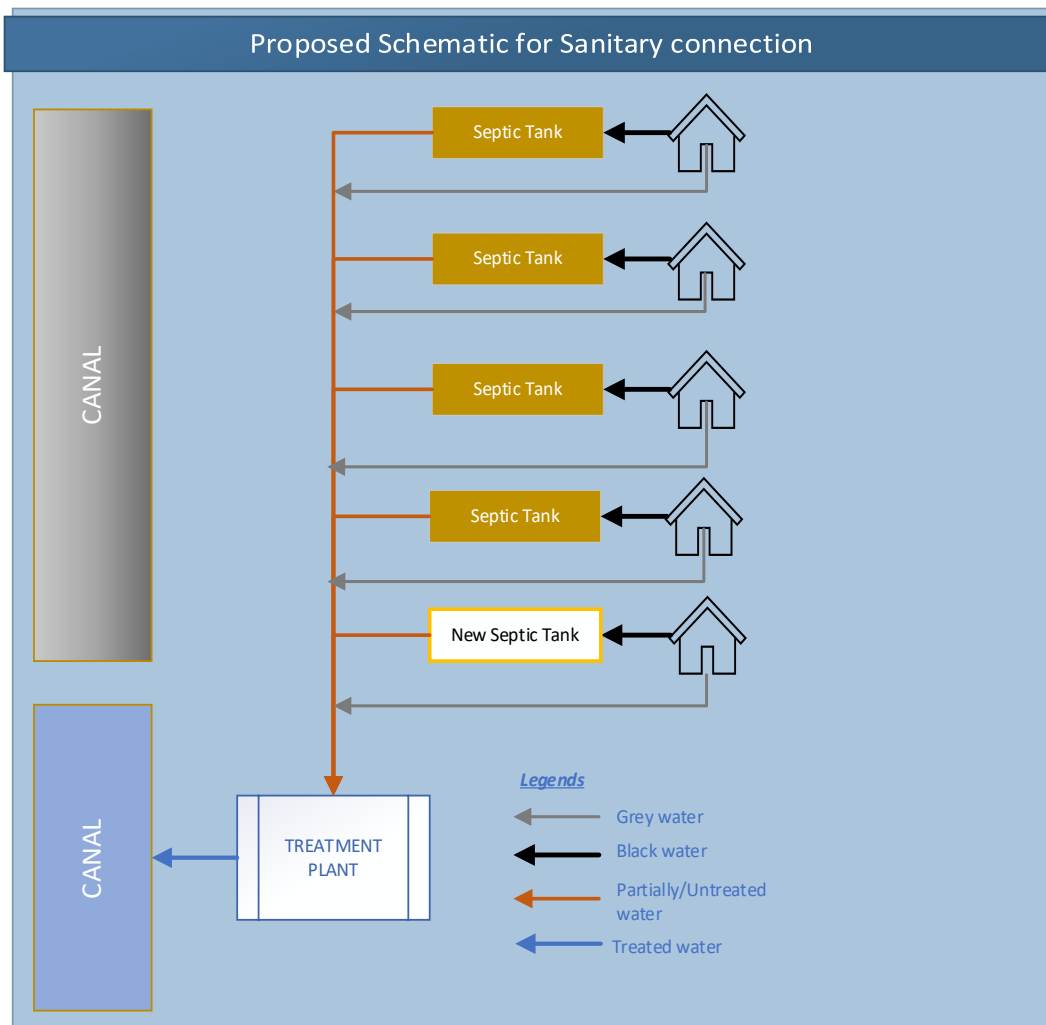 Proposed Schematic for Sanitary connection
Septic Tank
Septic Tank
CANAL
Septic Tank
Septic Tank
New Septic Tank
CANAL
TREATMENT
PLANT
Legends
Grey water
Black water
Partially/Untreated
water
Treated water